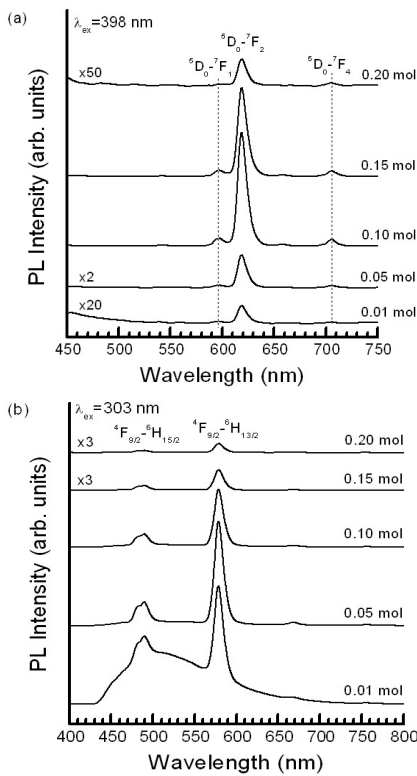 (a)
λex=398 nm
⁵D₀-⁷F₂
x50
⁵D₀-⁷F₁
⁵D₀-⁷F₄
0.20 mol
0.15 mol
0.10 mol
x2
0.05 mol
x20
0.01 mol
PL Intensity (arb. units)
450 500 550 600 650 700 750
Wavelength (nm)
(b)
λex=303 nm
x3
⁴F₉/₂-⁶H₁₅/₂
⁴F₉/₂-⁶H₁₃/₂
0.20 mol
x3
0.15 mol
0.10 mol
0.05 mol
0.01 mol
PL Intensity (arb. units)
400 450 500 550 600 650 700 750 800
Wavelength (nm)